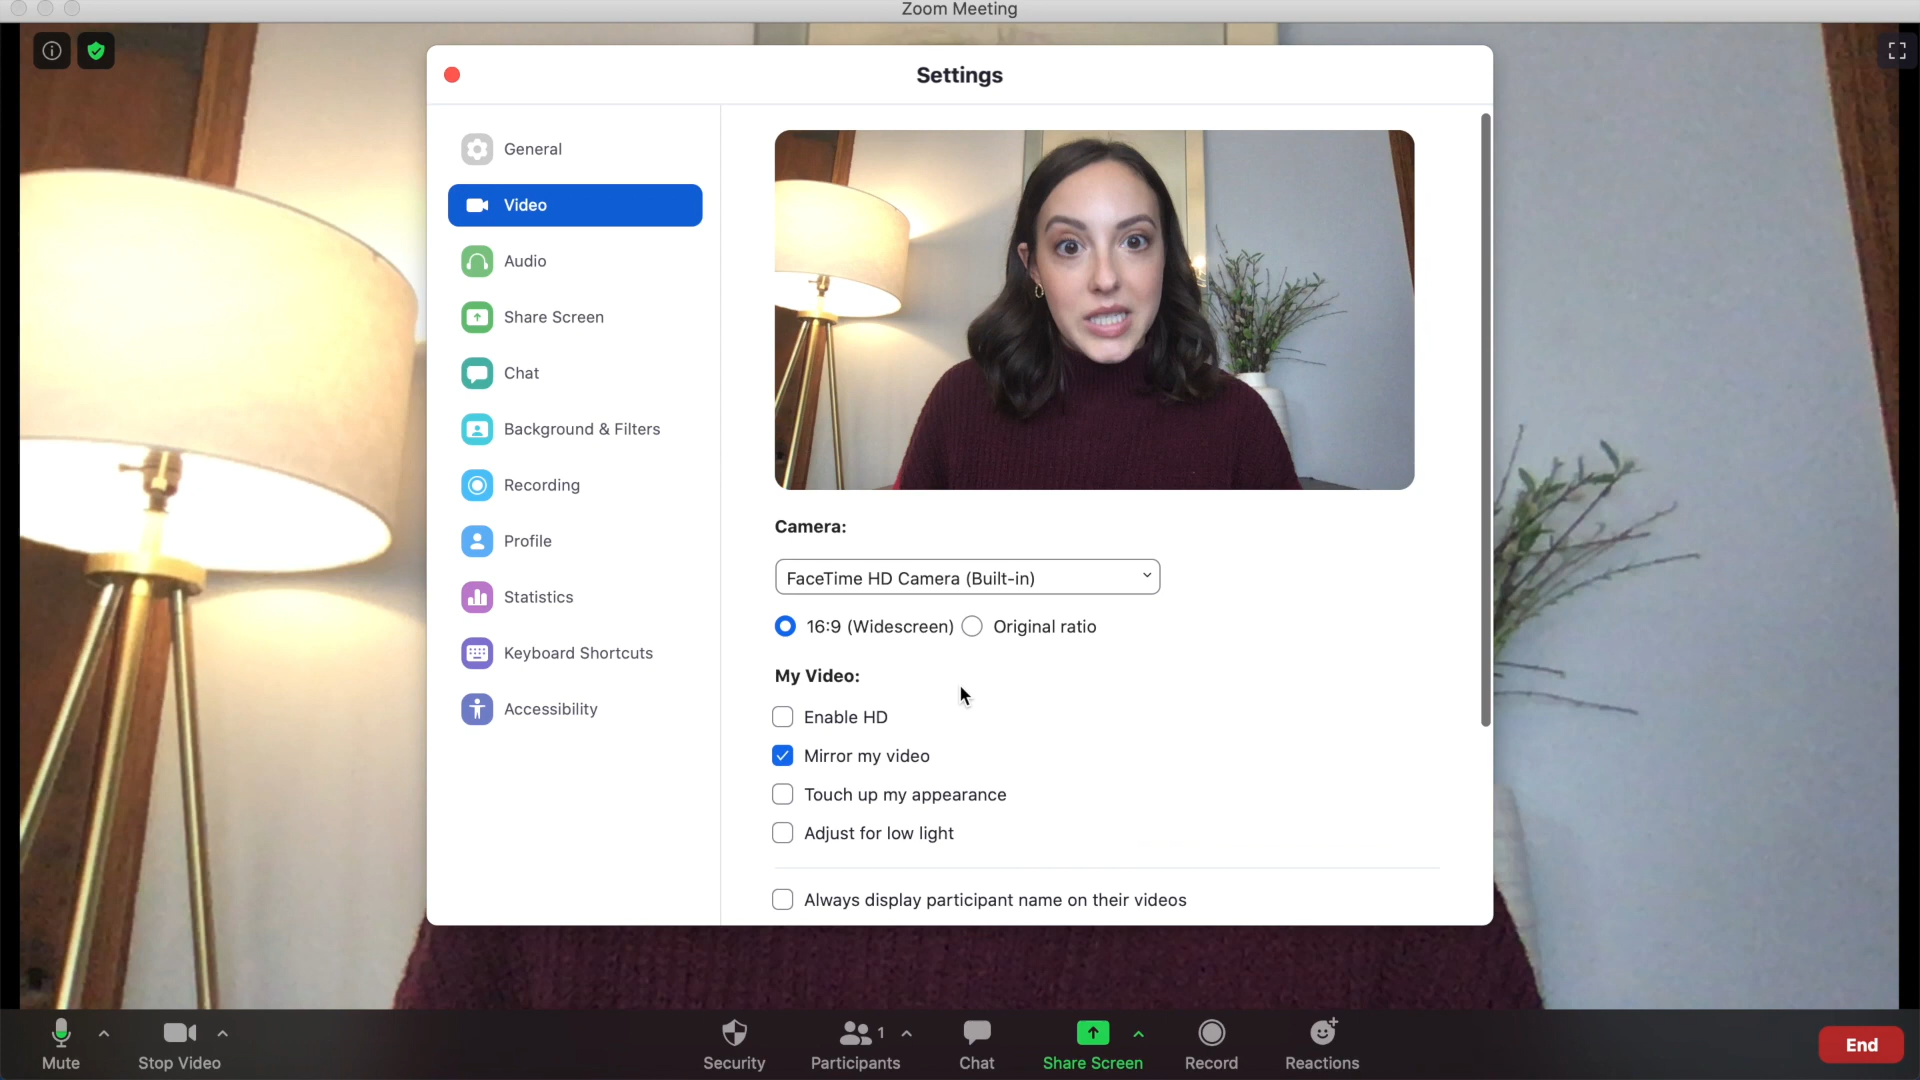 Zoom Meeting
Settings
General
Video
Audio
Share Screen
Chat
Background & Filters
Recording
Profile
Statistics
Keyboard Shortcuts
Accessibility
Camera:
FaceTime HD Camera (Built-in)
16:9 (Widescreen) Original ratio
My Video:
Enable HD
Mirror my video
Touch up my appearance
Adjust for low light
Always display participant name on their videos
1
Mute Stop Video Security Participants Chat Share Screen Record Reactions End